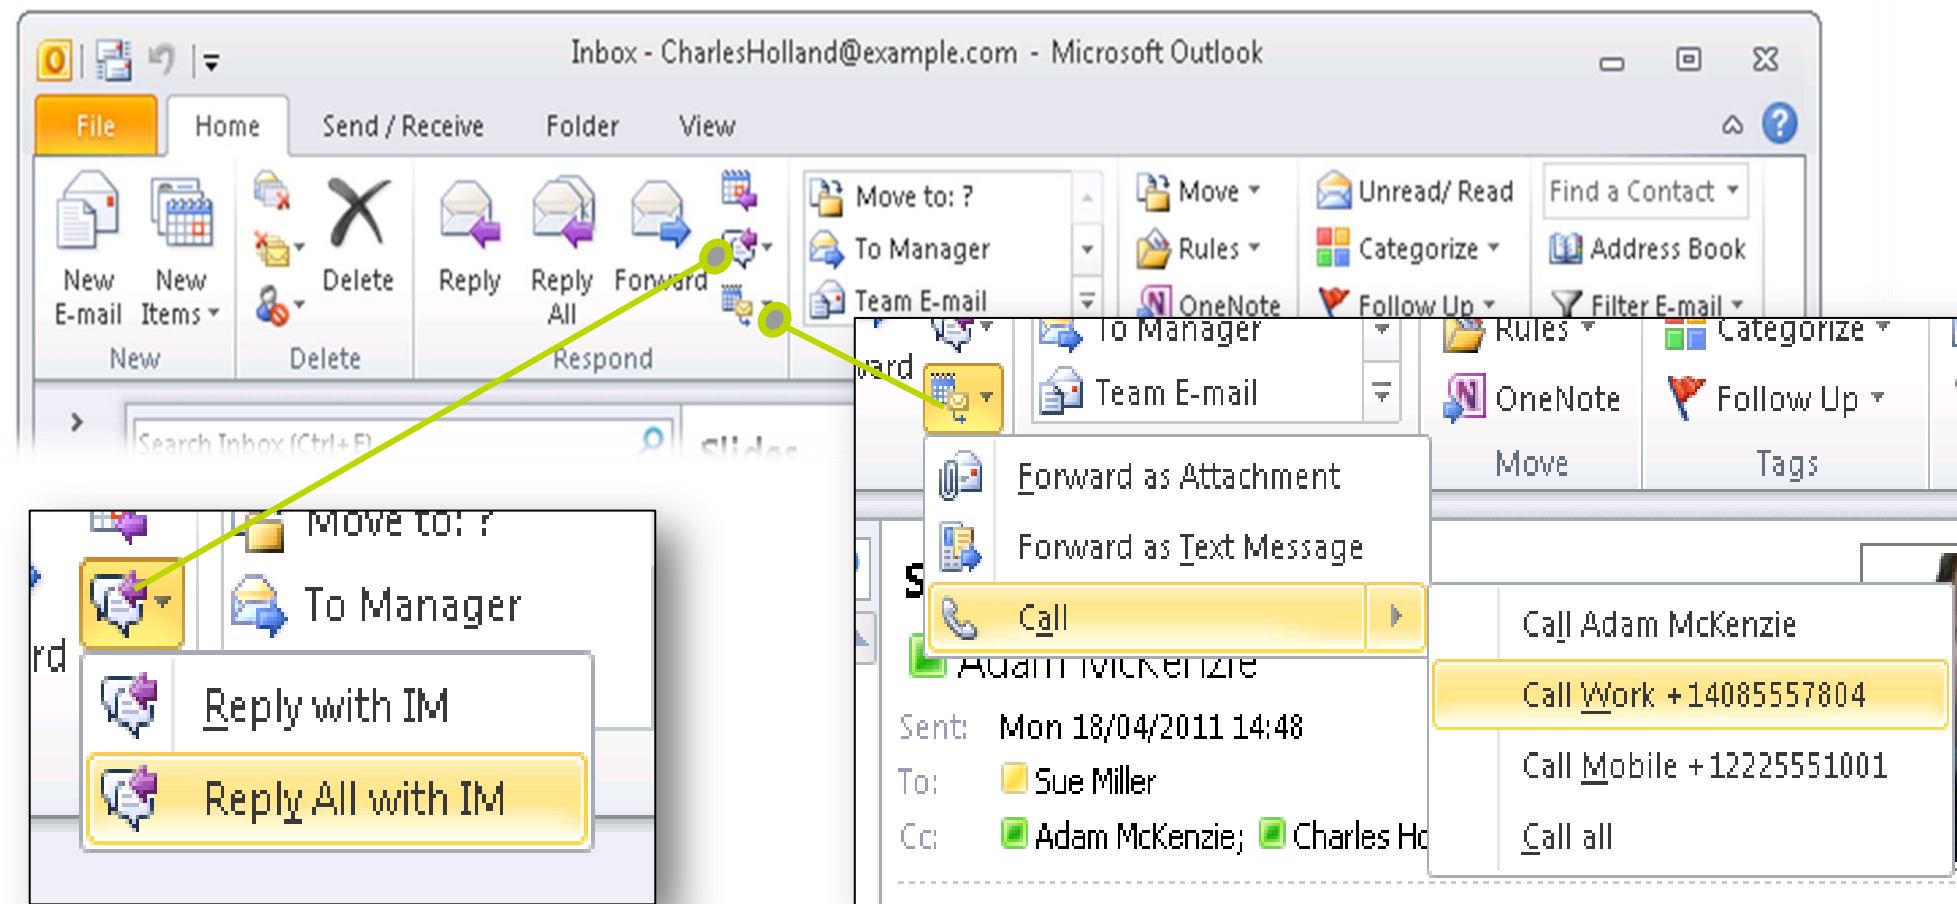 Inbox - CharlesHolland@example.com - Microsoft Outlook
File Home Send / Receive Folder View
New E-mail
New Items
New
Delete
Delete
Reply
Reply All
Forward
Respond
Move to: ?
To Manager
Team E-mail
Move
Rules
OneNote
Unread/ Read
Categorize
Follow Up
Find a Contact
Address Book
Filter E-mail
Search Inbox (Ctrl+E)
Slides
Move to: ?
To Manager
rd
Reply with IM
Reply All with IM
To Manager
Rules
Categorize
ward
Team E-mail
OneNote
Follow Up
Move
Tags
Forward as Attachment
Forward as Text Message
Call
Call Adam McKenzie
Call Work +14085557804
Call Mobile +12225551001
Call all
S
Adam McKenzie
Sent: Mon 18/04/2011 14:48
To: Sue Miller
Cc: Adam McKenzie; Charles Ho